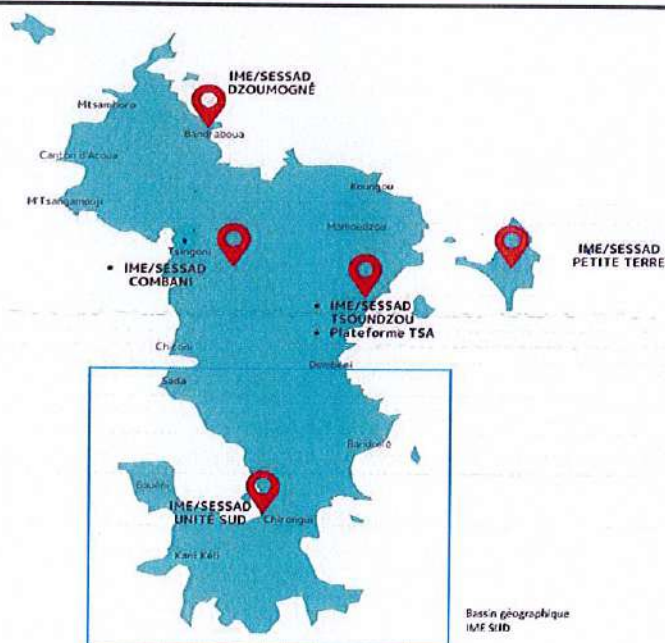 IME/SESSAD
DZOUMOGNÉ
Mtsamboro
Bandraboua
Canton d'Acoua
M'Tsangamouji
Koungou
Mamoudzou
Tsingoni
• IME/SESSAD
COMBANI
IME/SESSAD
PETITE TERRE
• IME/SESSAD
TSOUNDZOU
• Plateforme TSA
Chiconi
Dembeni
Sada
Bandrélé
Bouéni
IME/SESSAD
UNITÉ SUD
Chirongui
Kani Kéli
Bassin géographique
IME SUD